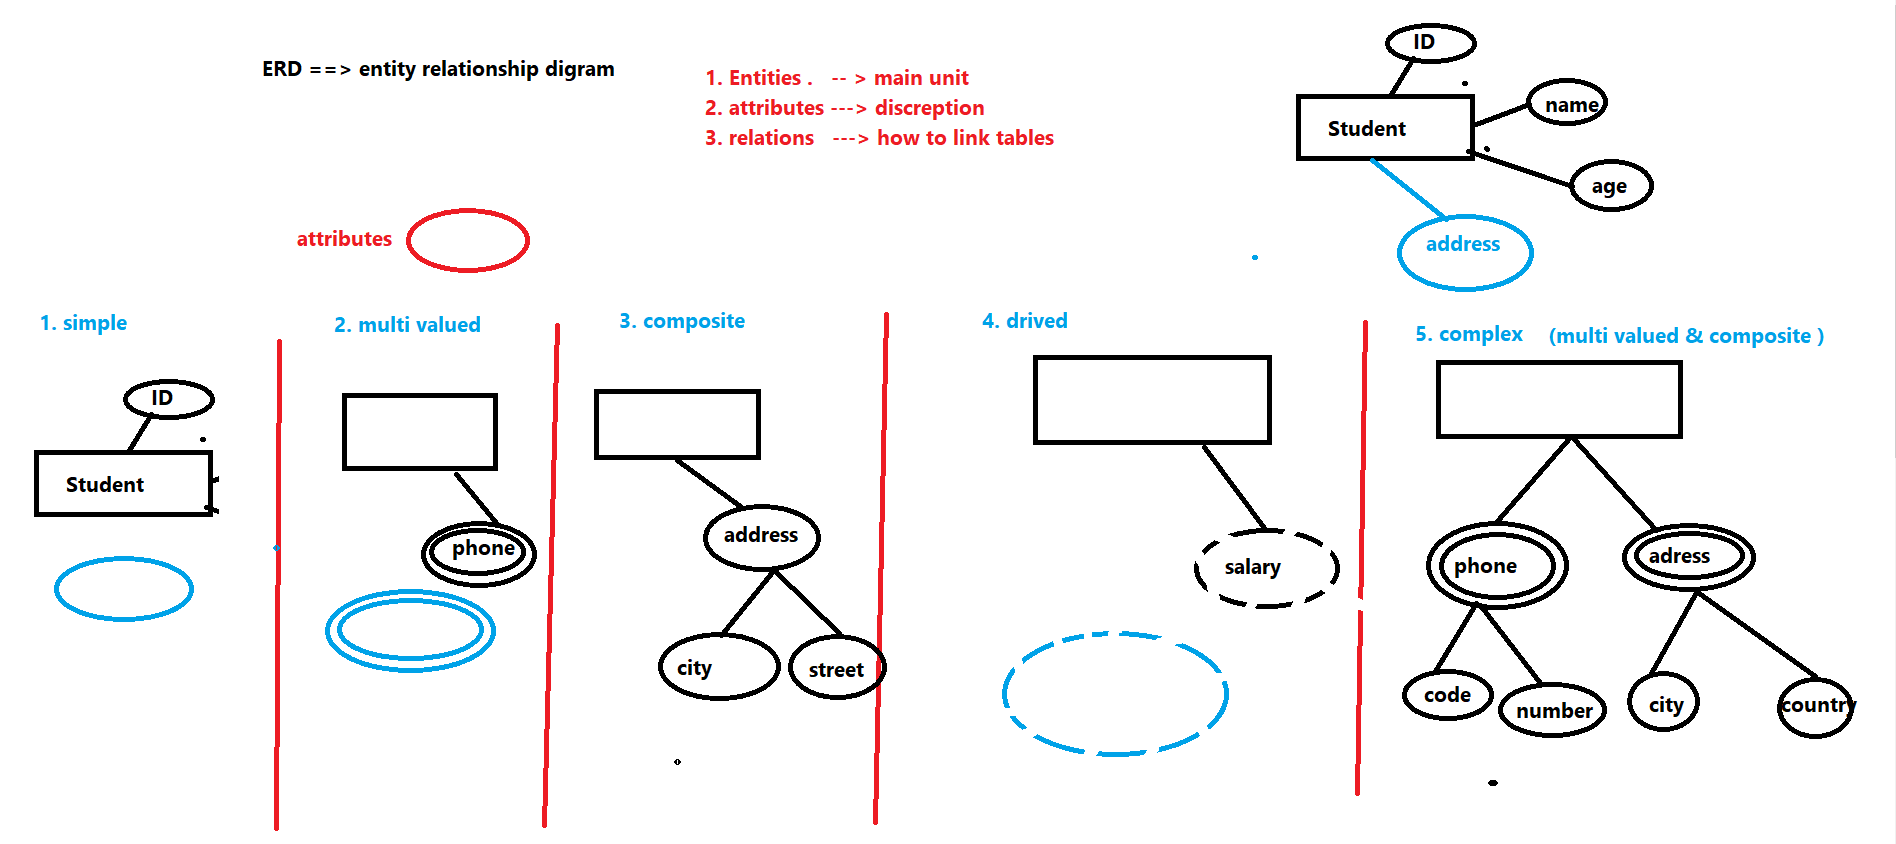 ERD ==> entity relationship digram
1. Entities . -- > main unit
2. attributes ---> discreption
3. relations ---> how to link tables
ID
Student
name
age
address
attributes
1. simple
ID
Student
2. multi valued
phone
3. composite
address
city
street
4. drived
salary
5. complex (multi valued & composite )
phone
adress
code
number
city
country